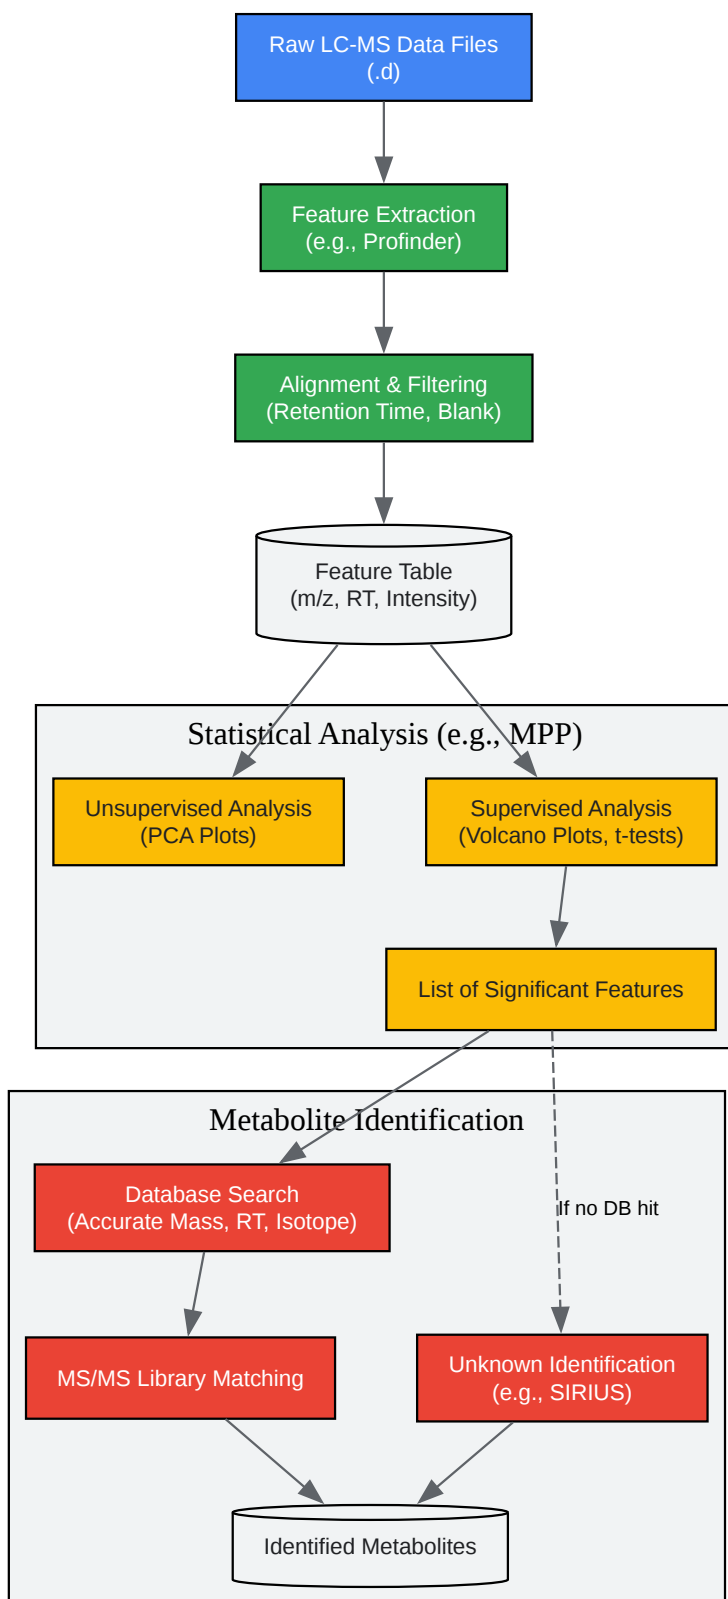 Raw LC-MS Data Files
(.d)
Feature Extraction
(e.g., Profinder)
Alignment & Filtering
(Retention Time, Blank)
Feature Table
(m/z, RT, Intensity)
Statistical Analysis (e.g., MPP)
Unsupervised Analysis
(PCA Plots)
Supervised Analysis
(Volcano Plots, t-tests)
List of Significant Features
Metabolite Identification
Database Search
(Accurate Mass, RT, Isotope)
If no DB hit
MS/MS Library Matching
Unknown Identification
(e.g., SIRIUS)
Identified Metabolites